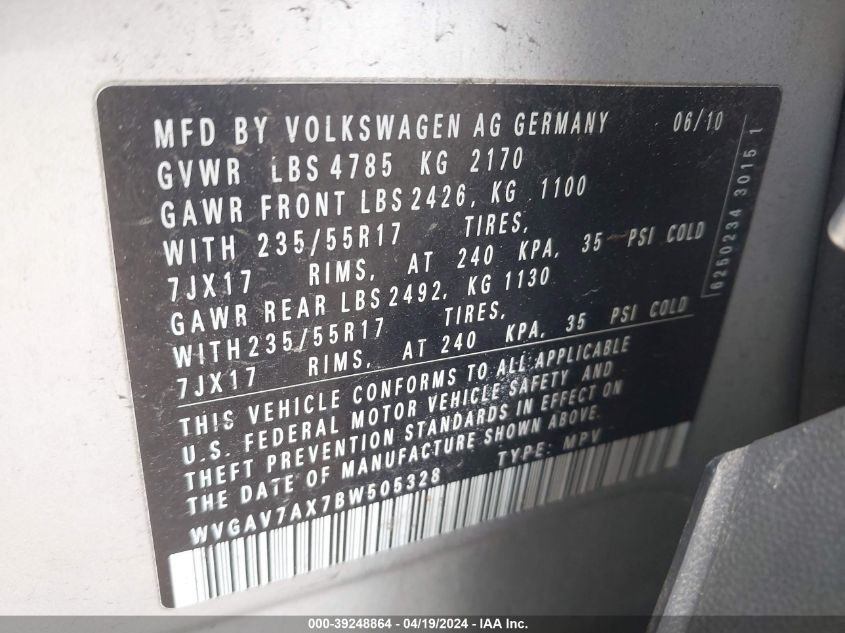 MFD BY VOLKSWAGEN AG GERMANY 06/10
GVWR LBS 4785 KG 2170
GAWR FRONT LBS 2426, KG 1100
WITH 235/55R17 TIRES,
7JX17 RIMS, AT 240 KPA, 35 PSI COLD
GAWR REAR LBS 2492, KG 1130
WITH 235/55R17 TIRES,
7JX17 RIMS, AT 240 KPA, 35 PSI COLD
THIS VEHICLE CONFORMS TO ALL APPLICABLE
U.S. FEDERAL MOTOR VEHICLE SAFETY AND
THEFT PREVENTION STANDARDS IN EFFECT ON
THE DATE OF MANUFACTURE SHOWN ABOVE.
WVGAV7AX7BW505328 TYPE: MPV
6250234 3015 1
000-39248864 - 04/19/2024 - IAA Inc.